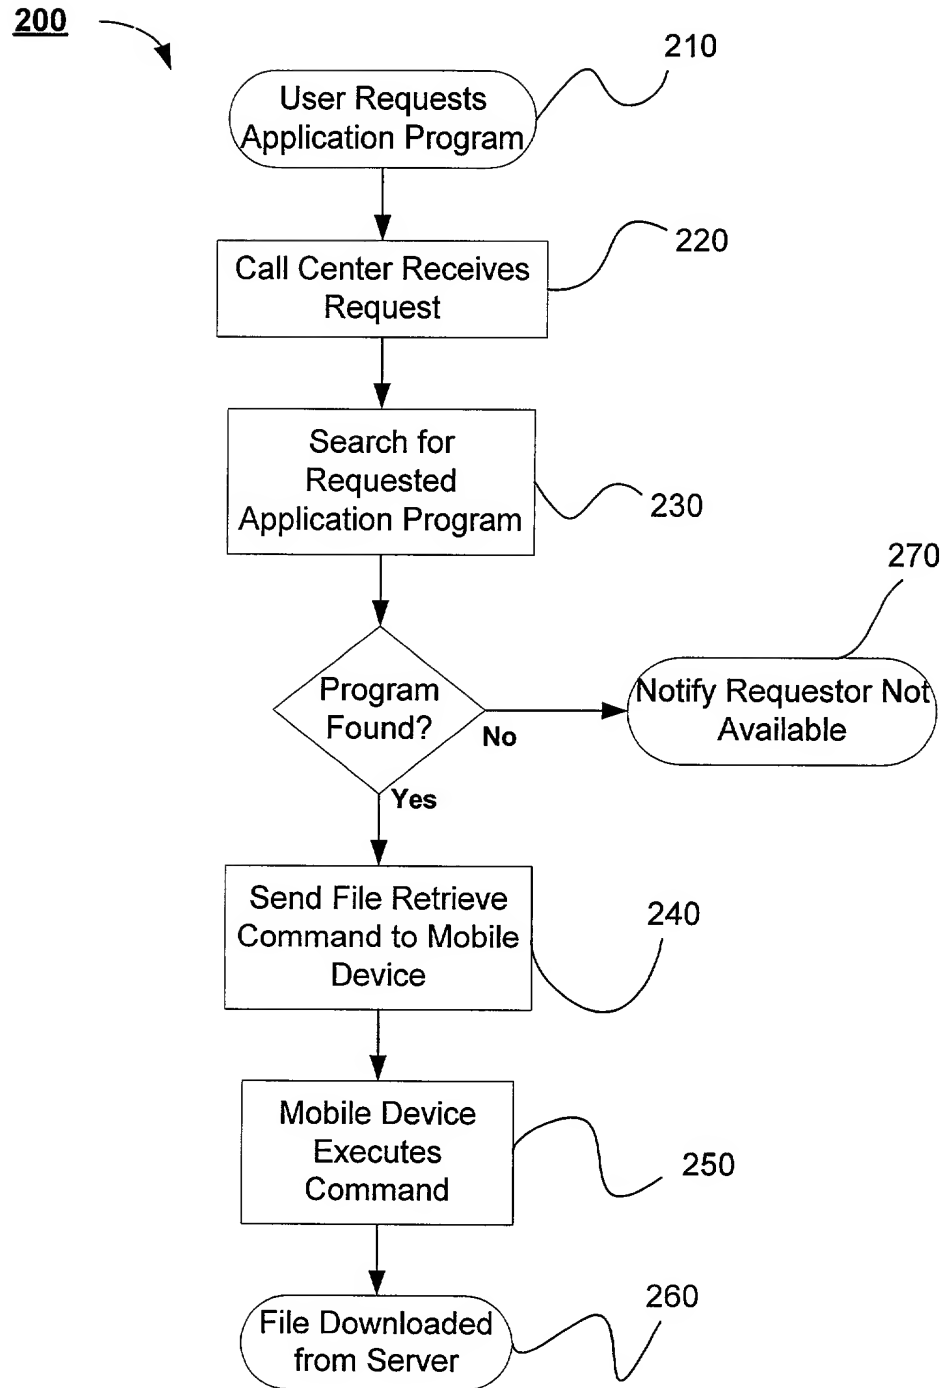 200
210
User Requests
Application Program
220
Call Center Receives
Request
Search for
Requested
Application Program
230
270
Program
Found?
No
Notify Requestor Not
Available
Yes
Send File Retrieve
Command to Mobile
Device
240
Mobile Device
Executes
Command
250
260
File Downloaded
from Server